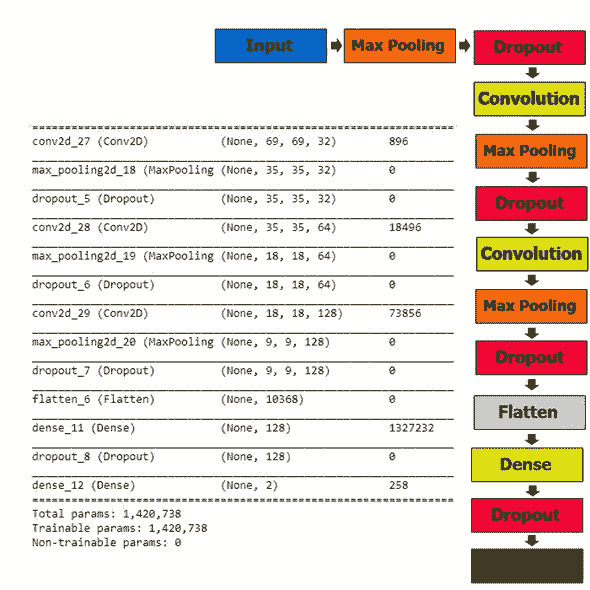 Input
Max Pooling
Dropout
Convolution
Max Pooling
Dropout
Convolution
Max Pooling
Dropout
Flatten
Dense
Dropout
conv2d_27 (Conv2D) (None, 69, 69, 32) 896
max_pooling2d_18 (MaxPooling (None, 35, 35, 32) 0
dropout_5 (Dropout) (None, 35, 35, 32) 0
conv2d_28 (Conv2D) (None, 35, 35, 64) 18496
max_pooling2d_19 (MaxPooling (None, 18, 18, 64) 0
dropout_6 (Dropout) (None, 18, 18, 64) 0
conv2d_29 (Conv2D) (None, 18, 18, 128) 73856
max_pooling2d_20 (MaxPooling (None, 9, 9, 128) 0
dropout_7 (Dropout) (None, 9, 9, 128) 0
flatten_6 (Flatten) (None, 10368) 0
dense_11 (Dense) (None, 128) 1327232
dropout_8 (Dropout) (None, 128) 0
dense_12 (Dense) (None, 2) 258
Total params: 1,420,738
Trainable params: 1,420,738
Non-trainable params: 0